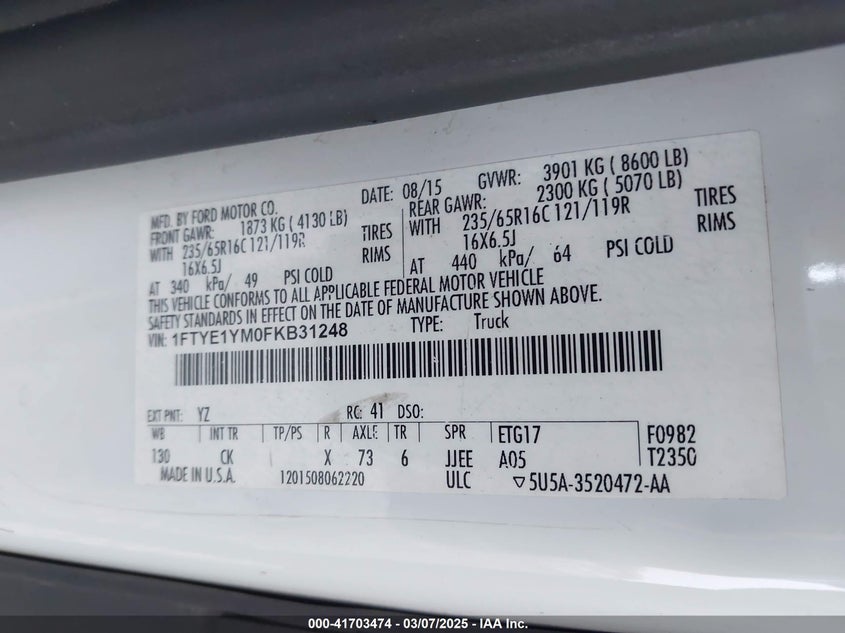 MFD. BY FORD MOTOR CO. DATE: 08/15 GVWR: 3901 KG ( 8600 LB)
FRONT GAWR: 1873 KG ( 4130 LB) REAR GAWR: 2300 KG ( 5070 LB)
WITH 235/65R16C 121/119R TIRES WITH 235/65R16C 121/119R TIRES
16X6.5J RIMS 16X6.5J RIMS
AT 340 kPa/ 49 PSI COLD AT 440 kPa/ 64 PSI COLD
THIS VEHICLE CONFORMS TO ALL APPLICABLE FEDERAL MOTOR VEHICLE
SAFETY STANDARDS IN EFFECT ON THE DATE OF MANUFACTURE SHOWN ABOVE.
VIN: 1FTYE1YM0FKB31248 TYPE: Truck
EXT PNT: YZ RC: 41 DSO:
WB INT TR TP/PS R AXLE TR SPR ETG17 F0982
130 CK X 73 6 JJEE A05 T2350
MADE IN U.S.A. 1201508062220 ULC ▽5U5A-3520472-AA
000-41703474 - 03/07/2025 - IAA Inc.